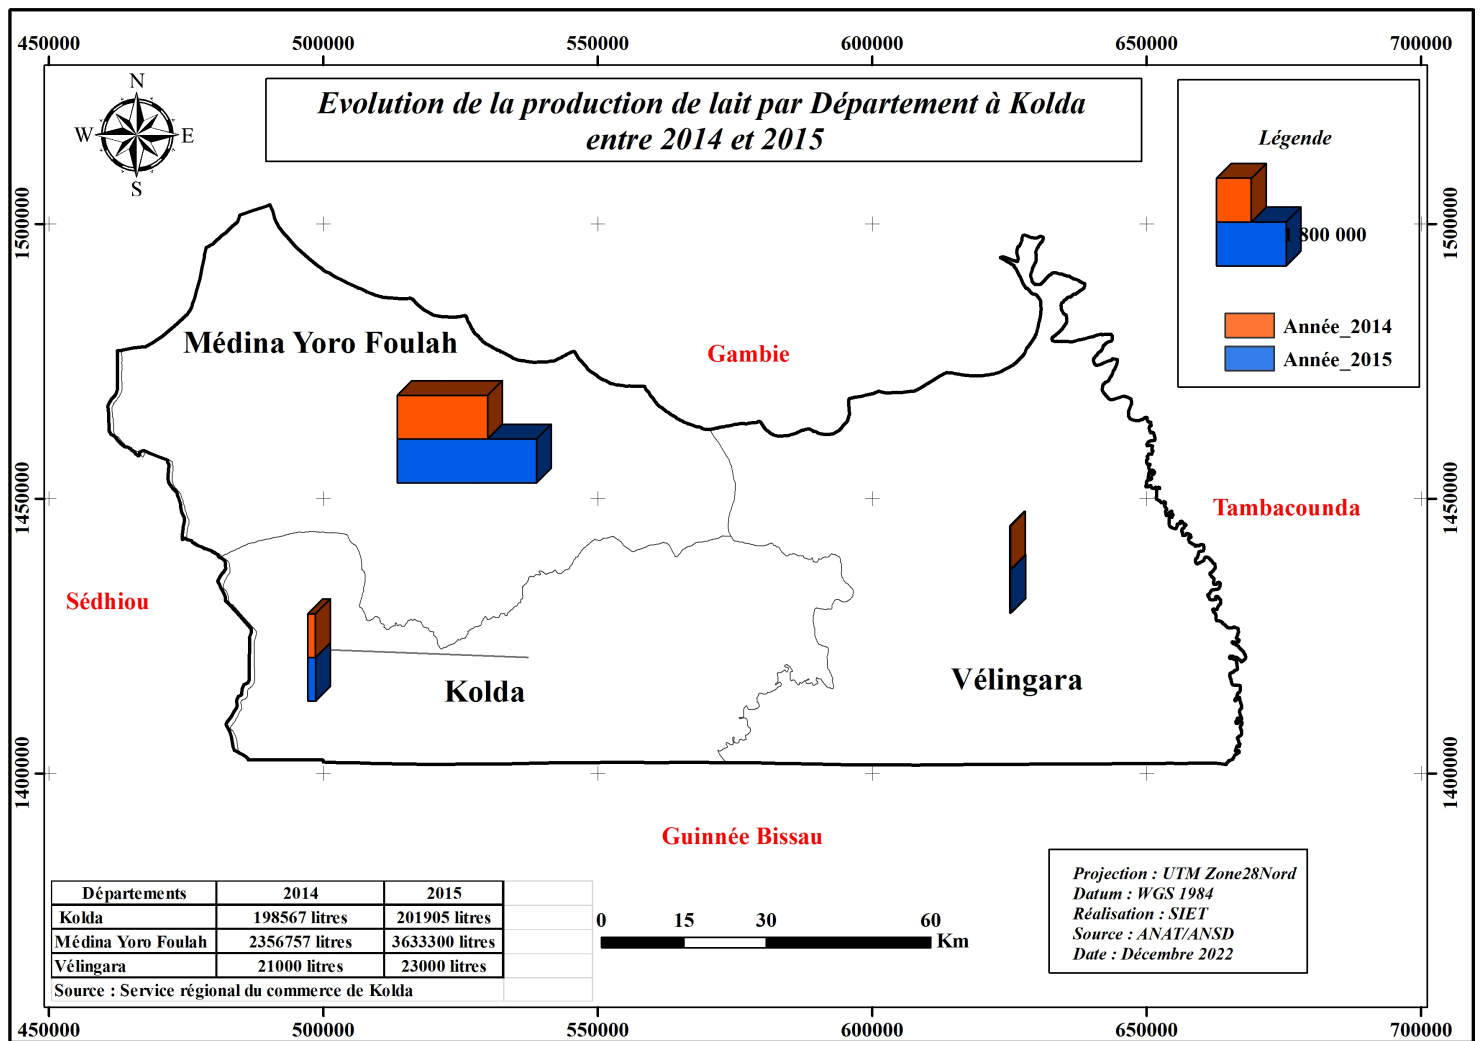 450000 500000 550000 600000 650000 700000
N
W E
S
Evolution de la production de lait par Département à Kolda
entre 2014 et 2015
Légende
1 800 000
Année_2014
Année_2015
1500000 1500000
Médina Yoro Foulah
Gambie
1450000 1450000
Tambacounda
Sédhiou
Kolda
Vélingara
1400000 1400000
Guinnée Bissau
Départements 2014 2015
Kolda 198567 litres 201905 litres
Médina Yoro Foulah 2356757 litres 3633300 litres
Vélingara 21000 litres 23000 litres
Source : Service régional du commerce de Kolda
0 15 30 60
Km
Projection : UTM Zone28Nord
Datum : WGS 1984
Réalisation : SIET
Source : ANAT/ANSD
Date : Décembre 2022
450000 500000 550000 600000 650000 700000